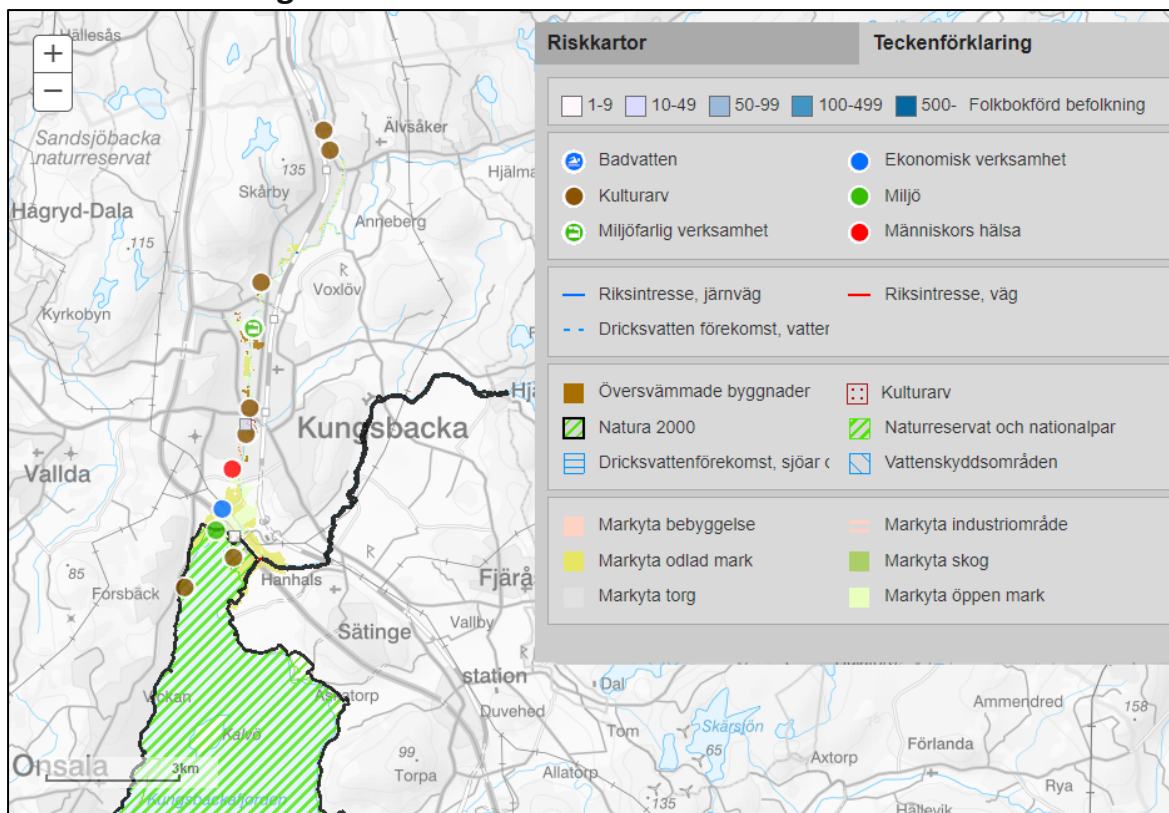 g
Riskkartor
Teckenförklaring
1-9 10-49 50-99 100-499 500- Folkbokförd befolkning
Badvatten
Ekonomisk verksamhet
Kulturarv
Miljö
Miljöfarlig verksamhet
Människors hälsa
Riksintresse, järnväg
Riksintresse, väg
Dricksvatten förekomst, vatter
Översvämmade byggnader
Kulturarv
Natura 2000
Naturreservat och nationalpar
Dricksvattenförekomst, sjöar
Vattenskyddsområden
Markyta bebyggelse
Markyta industriområde
Markyta odlad mark
Markyta skog
Markyta torg
Markyta öppen mark
+
−
Hällesås
Sandsjöbacka
naturreservat
135
Älvsåker
Hjälma
Skårby
Hågryd-Dala
Anneberg
115
R
Voxlöv
Kyrkobyn
Hjä
Kungsbacka
Vallda
85
Forsbäck
Hanhals
Fjärå
Sätinge
Vallby
R
station
Dal
Duvehed
Kalvö
Onsala
3km
Kungsbackafjorden
99
Torpa
Tom
Skärsjön
65
Allatorp
135
Axtorp
Förlanda
Ammendred
158
Rya
Hällevik